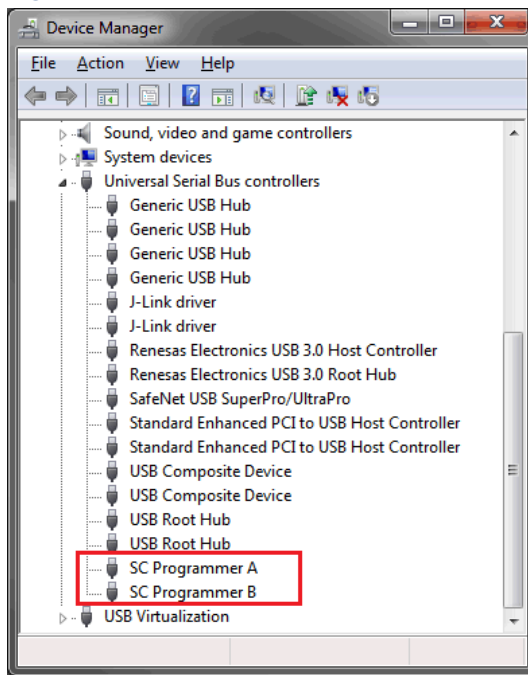 Device Manager
File Action View Help
Sound, video and game controllers
System devices
Universal Serial Bus controllers
Generic USB Hub
Generic USB Hub
Generic USB Hub
Generic USB Hub
J-Link driver
J-Link driver
Renesas Electronics USB 3.0 Host Controller
Renesas Electronics USB 3.0 Root Hub
SafeNet USB SuperPro/UltraPro
Standard Enhanced PCI to USB Host Controller
Standard Enhanced PCI to USB Host Controller
USB Composite Device
USB Composite Device
USB Root Hub
USB Root Hub
SC Programmer A
SC Programmer B
USB Virtualization